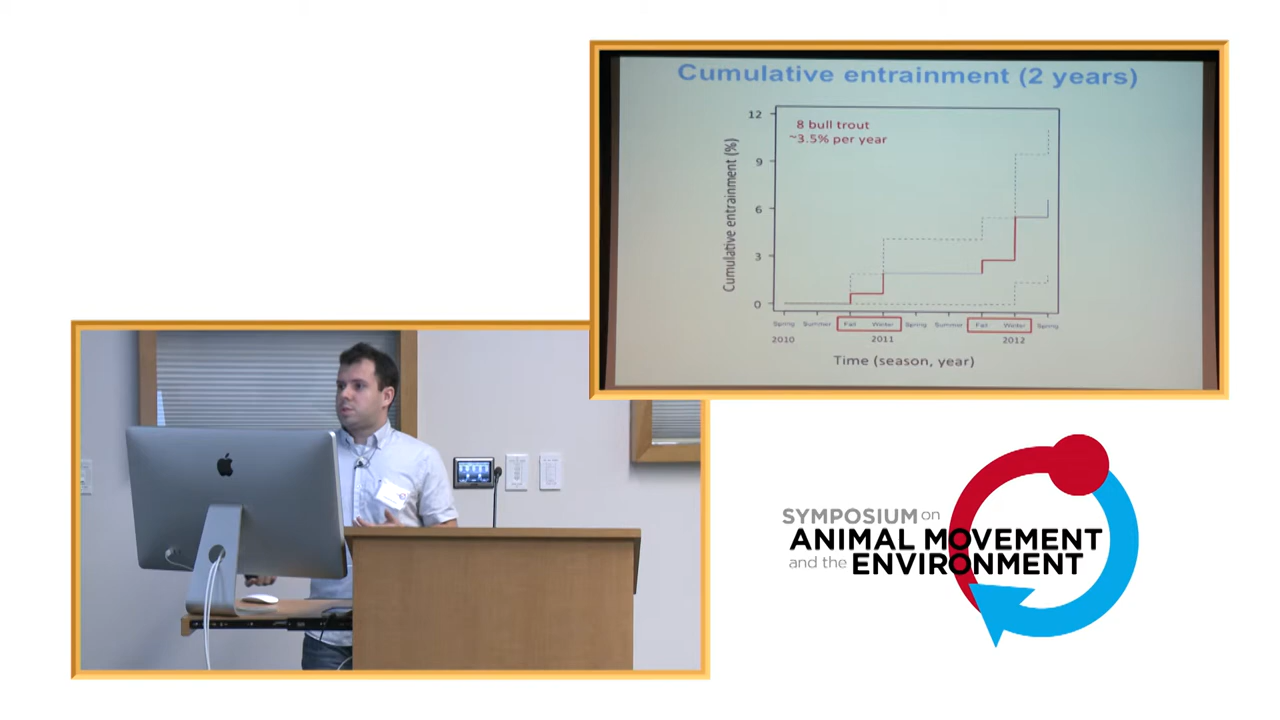 Cumulative entrainment (2 years)
8 bull trout
~3.5% per year
12
9
6
3
0
Cumulative entrainment (%)
Spring Summer Fall Winter Spring Summer Fall Winter Spring
2010 2011 2012
Time (season, year)
SYMPOSIUM on
ANIMAL MOVEMENT
and the ENVIRONMENT